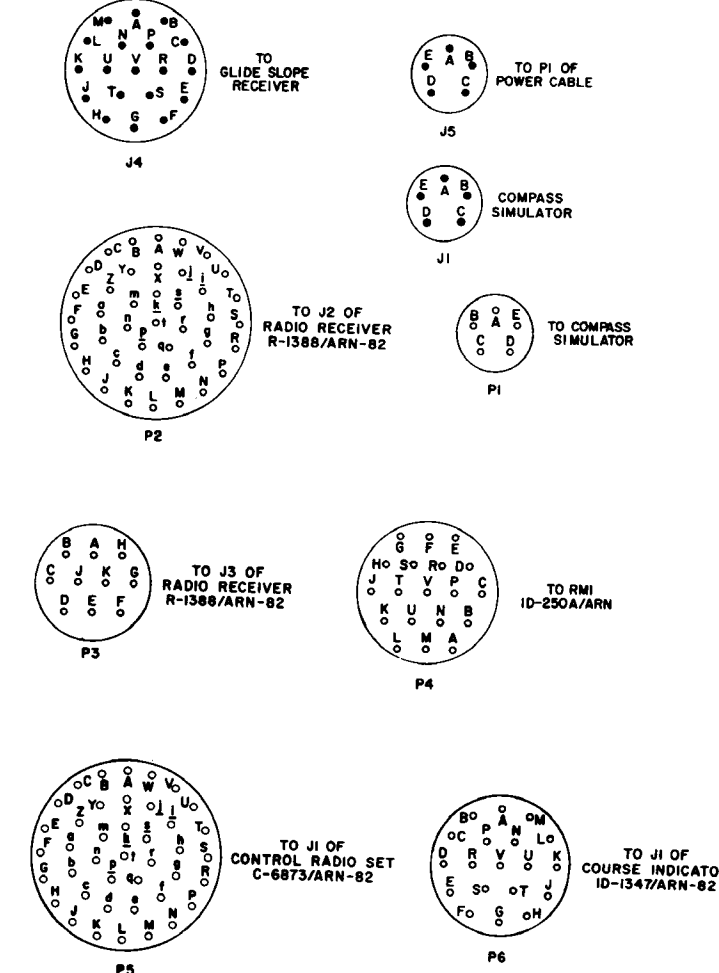 M A B
L N P C
K U V R D
J T S E
H G F
TO
GLIDE SLOPE
RECEIVER
J4
E A B
D C
TO P1 OF
POWER CABLE
J5
E A B
D C
COMPASS
SIMULATOR
J1
D C B A W V U
E Z Y X j i T
F a m k s h S
G b n p t r g R
H c q f P
J d e N
K L M
TO J2 OF
RADIO RECEIVER
R-1388/ARN-82
P2
B A E
C D
TO COMPASS
SIMULATOR
P1
B A H
C J K G
D E F
TO J3 OF
RADIO RECEIVER
R-1388/ARN-82
P3
G F E
H S R D
J T V P C
K U N B
L M A
TO RMI
ID-250A/ARN
P4
D C B A W V U
E Z Y X j i T
F a m k s h S
G b n p t r g R
H c q f P
J d e N
K L M
TO J1 OF
CONTROL RADIO SET
C-6873/ARN-82
P5
B A M
C P N L
D R V U K
E S T J
F G H
TO J1 OF
COURSE INDICATO
ID-1347/ARN-82
P6